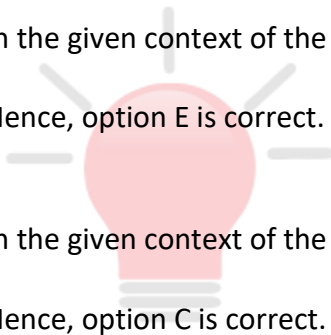 n the given context of the
Hence, option E is correct.
n the given context of the
Hence, option C is correct.